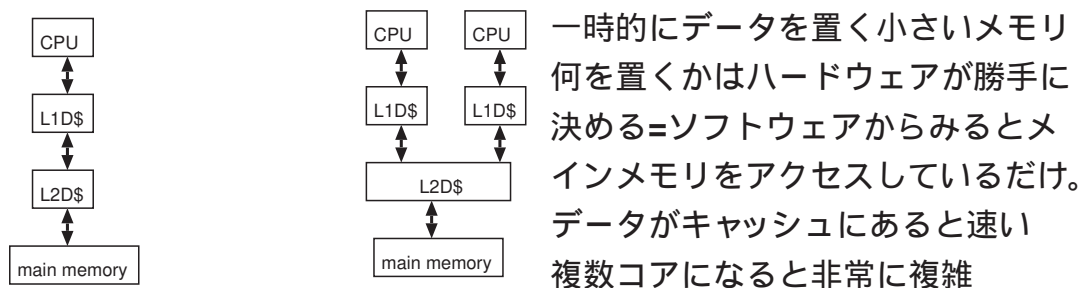 CPU
L1D$
L2D$
main memory
CPU CPU
L1D$ L1D$
L2D$
main memory
一時的にデータを置く小さいメモリ
何を置くかはハードウェアが勝手に
決める=ソフトウェアからみるとメ
インメモリをアクセスしているだけ。
データがキャッシュにあると速い
複数コアになると非常に複雑